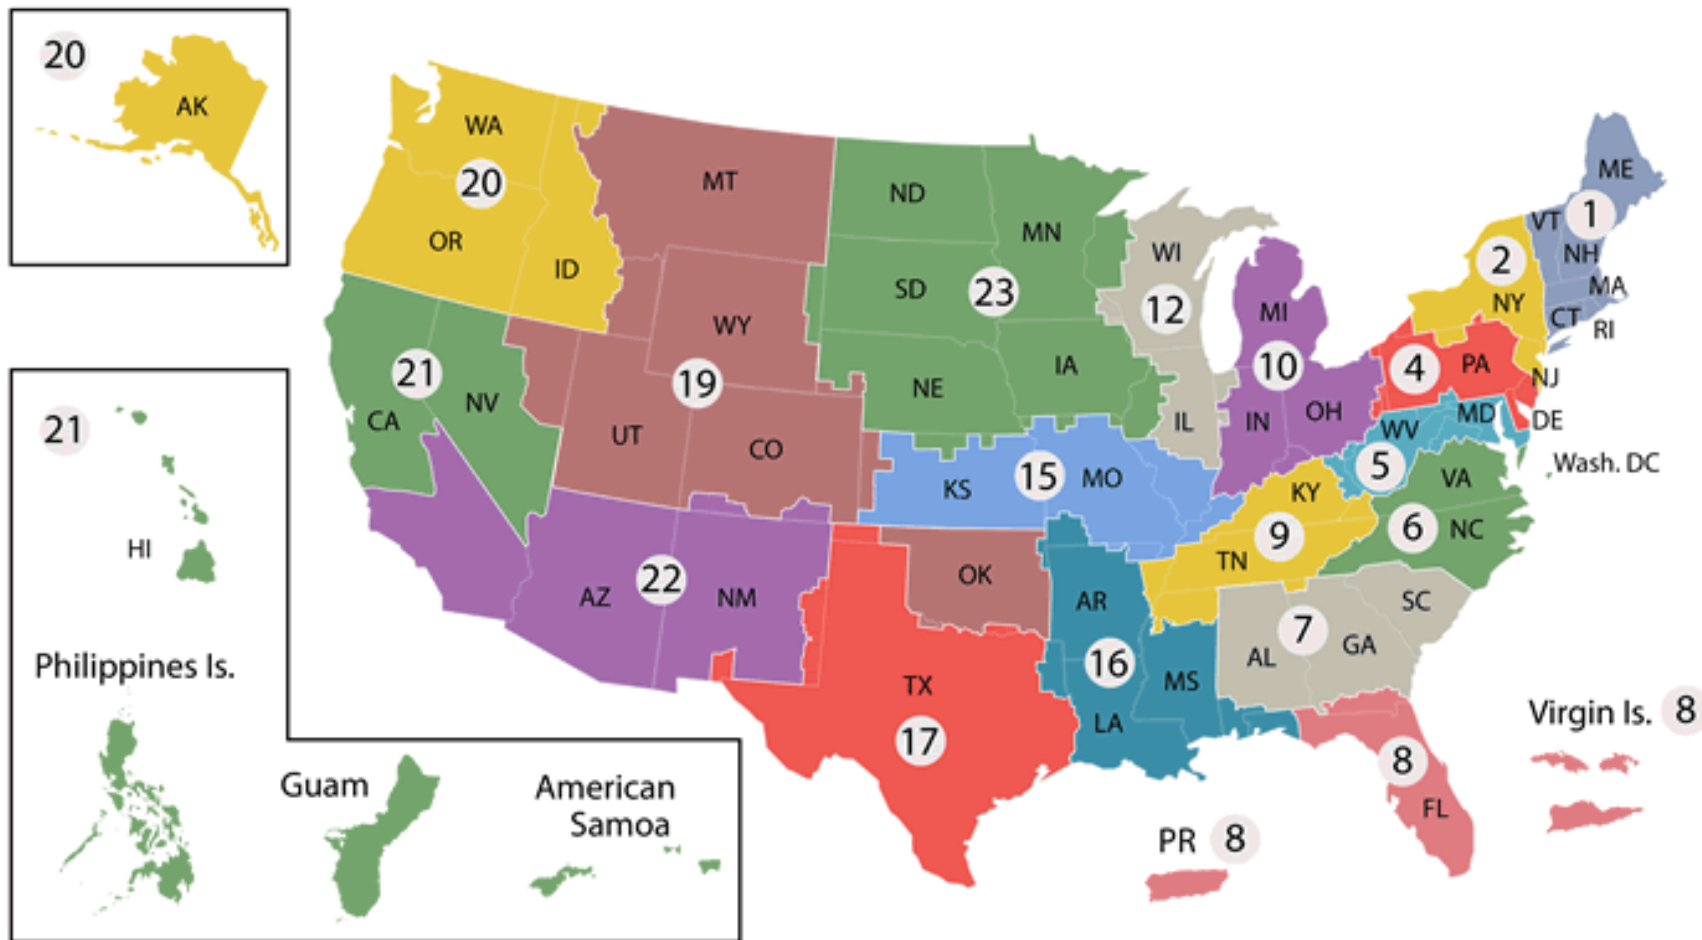 20
AK
WA
20
OR
ID
MT
ND
MN
SD
23
WI
12
MI
10
ME
VT
1
NH
MA
CT
RI
2
NY
4
PA
NJ
DE
MD
WV
5
Wash. DC
VA
6
NC
WY
19
UT
CO
NE
IA
IL
IN
OH
21
NV
CA
KS
15
MO
KY
9
TN
SC
7
AL
GA
AZ
22
NM
OK
AR
16
MS
LA
TX
17
8
FL
PR
8
Virgin Is.
8
21
HI
Philippines Is.
Guam
American
Samoa